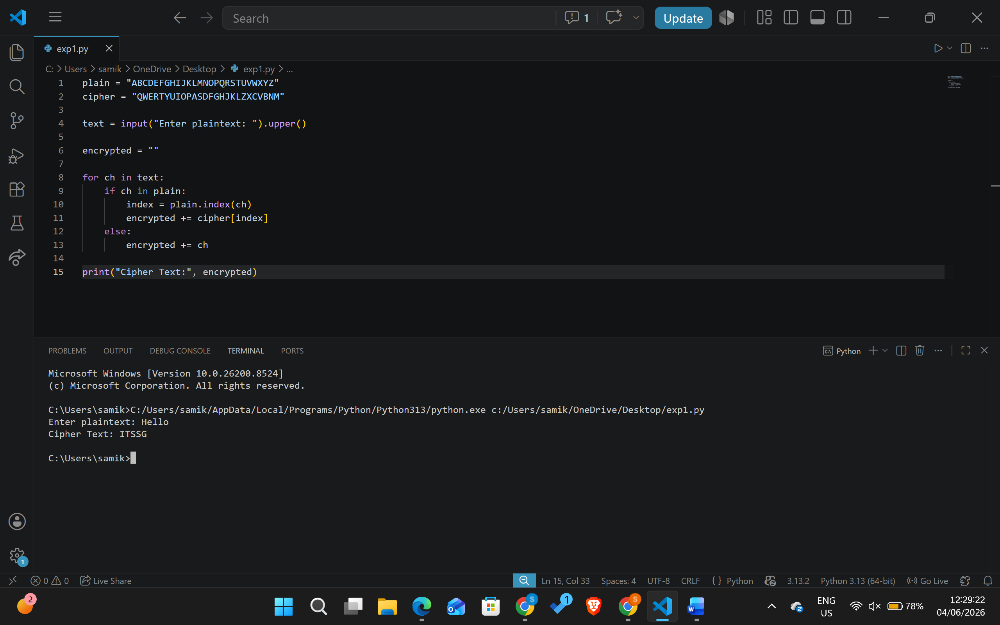 Search
1
Update
exp1.py
C: > Users > samik > OneDrive > Desktop > exp1.py > ...
1 plain = "ABCDEFGHIJKLMNOPQRSTUVWXYZ"
2 cipher = "QWERTYUIOPASDFGHJKLZXCVBNM"
3
4 text = input("Enter plaintext: ").upper()
5
6 encrypted = ""
7
8 for ch in text:
9     if ch in plain:
10         index = plain.index(ch)
11         encrypted += cipher[index]
12     else:
13         encrypted += ch
14
15 print("Cipher Text:", encrypted)
PROBLEMS OUTPUT DEBUG CONSOLE TERMINAL PORTS Python
Microsoft Windows [Version 10.0.26200.8524]
(c) Microsoft Corporation. All rights reserved.
C:\Users\samik>C:/Users/samik/AppData/Local/Programs/Python/Python313/python.exe c:/Users/samik/OneDrive/Desktop/exp1.py
Enter plaintext: Hello
Cipher Text: ITSSG
C:\Users\samik>
1
0 0 Live Share Ln 15, Col 33 Spaces: 4 UTF-8 CRLF { } Python 3.13.2 Python 3.13 (64-bit) Go Live
2
S
1
S
ENG
US
78%
12:29:22
04/06/2026